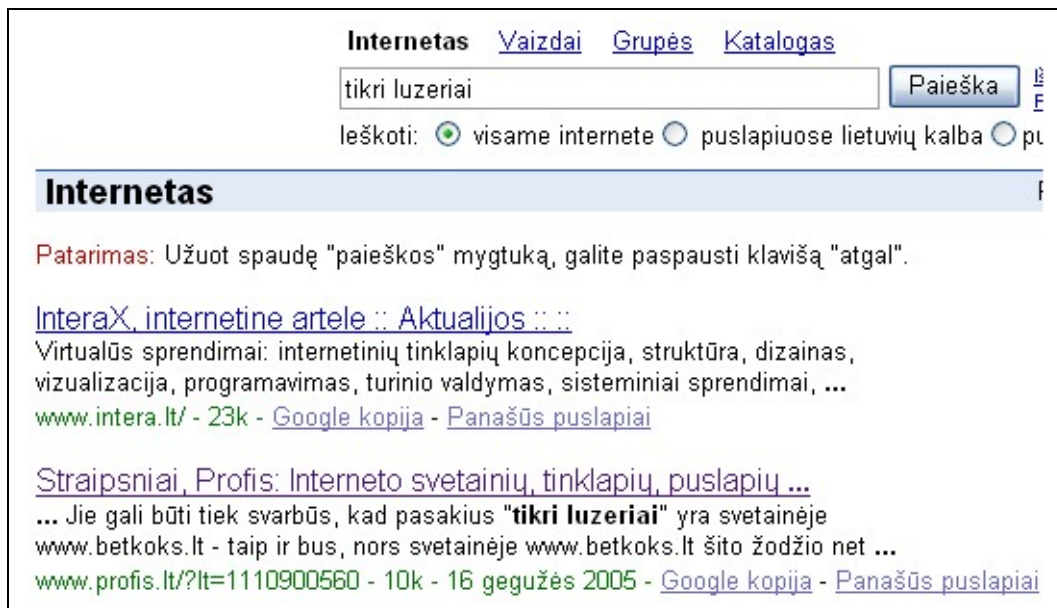 Internetas Vaizdai Grupės Katalogas
tikri luzeriai Paieška
Ieškoti: visame internete puslapiuose lietuvių kalba
Internetas
Patarimas: Užuot spaudę "paieškos" mygtuką, galite paspausti klavišą "atgal".
InteraX, internetine artele :: Aktualijos :: ::
Virtualūs sprendimai: internetinių tinklapių koncepcija, struktūra, dizainas,
vizualizacija, programavimas, turinio valdymas, sisteminiai sprendimai, ...
www.intera.lt/ - 23k - Google kopija - Panašūs puslapiai
Straipsniai, Profis: Interneto svetainių, tinklapių, puslapių ...
... Jie gali būti tiek svarbūs, kad pasakius "tikri luzeriai" yra svetainėje
www.betkoks.lt - taip ir bus, nors svetainėje www.betkoks.lt šito žodžio net ...
www.profis.lt/?lt=1110900560 - 10k - 16 gegužės 2005 - Google kopija - Panašūs puslapiai